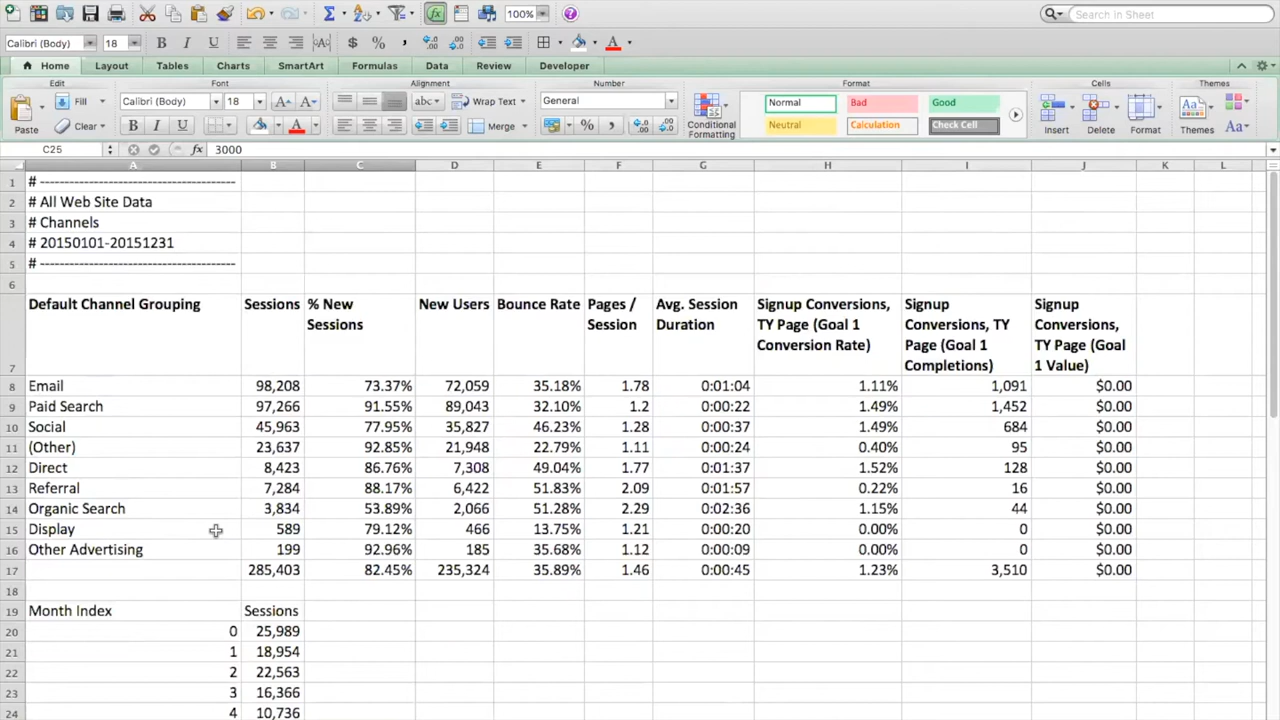 100%
Search in Sheet
Calibri (Body) 18
ABC $ % ,
Home Layout Tables Charts SmartArt Formulas Data Review Developer
Edit Font Alignment Number Format Cells Themes
Paste Fill Calibri (Body) 18 A A abc Wrap Text General Conditional Formatting Normal Bad Good Insert Delete Format Themes Aa
Clear B I U A Merge % , Neutral Calculation Check Cell
C25 fx 3000
A B C D E F G H I J K L
1 # ----------------------------------------
2 # All Web Site Data
3 # Channels
4 # 20150101-20151231
5 # ----------------------------------------
6
7 Default Channel Grouping Sessions % New Sessions New Users Bounce Rate Pages / Session Avg. Session Duration Signup Conversions, TY Page (Goal 1 Conversion Rate) Signup Conversions, TY Page (Goal 1 Completions) Signup Conversions, TY Page (Goal 1 Value)
8 Email 98,208 73.37% 72,059 35.18% 1.78 0:01:04 1.11% 1,091 $0.00
9 Paid Search 97,266 91.55% 89,043 32.10% 1.2 0:00:22 1.49% 1,452 $0.00
10 Social 45,963 77.95% 35,827 46.23% 1.28 0:00:37 1.49% 684 $0.00
11 (Other) 23,637 92.85% 21,948 22.79% 1.11 0:00:24 0.40% 95 $0.00
12 Direct 8,423 86.76% 7,308 49.04% 1.77 0:01:37 1.52% 128 $0.00
13 Referral 7,284 88.17% 6,422 51.83% 2.09 0:01:57 0.22% 16 $0.00
14 Organic Search 3,834 53.89% 2,066 51.28% 2.29 0:02:36 1.15% 44 $0.00
15 Display 589 79.12% 466 13.75% 1.21 0:00:20 0.00% 0 $0.00
16 Other Advertising 199 92.96% 185 35.68% 1.12 0:00:09 0.00% 0 $0.00
17 285,403 82.45% 235,324 35.89% 1.46 0:00:45 1.23% 3,510 $0.00
18
19 Month Index Sessions
20 0 25,989
21 1 18,954
22 2 22,563
23 3 16,366
24 4 10,736